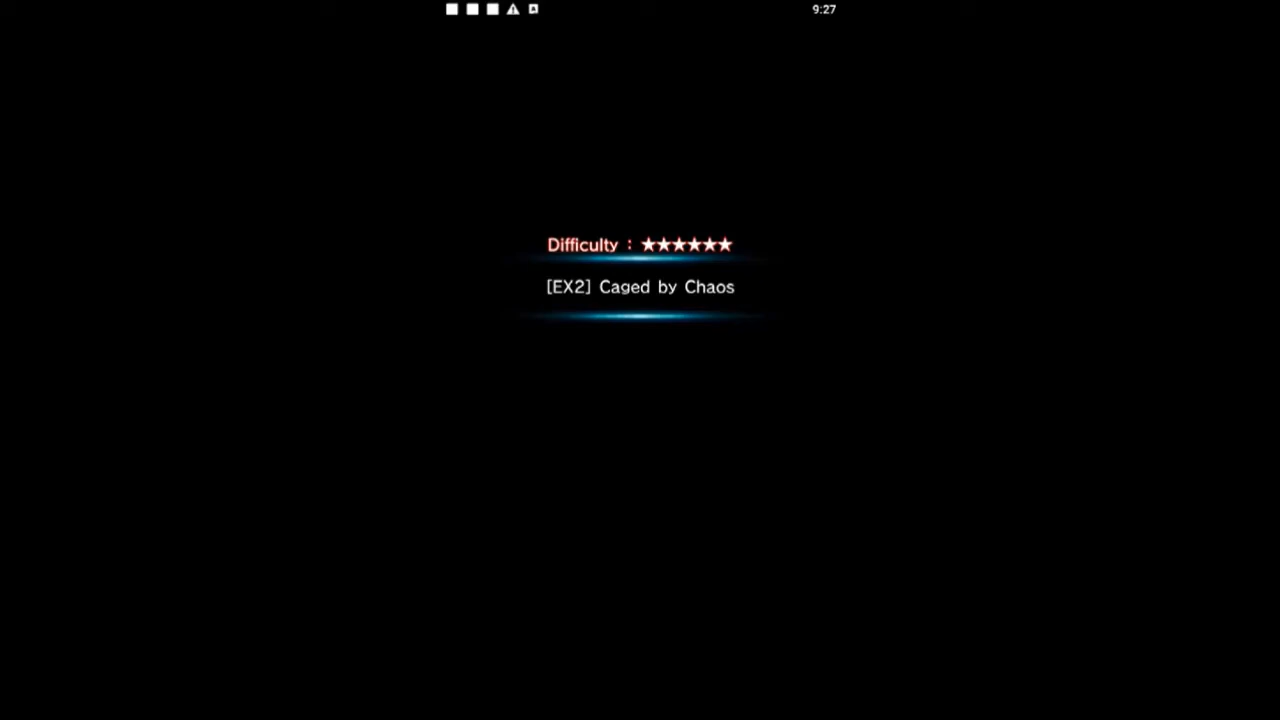 9:27
Difficulty : ★★★★★★
[EX2] Caged by Chaos